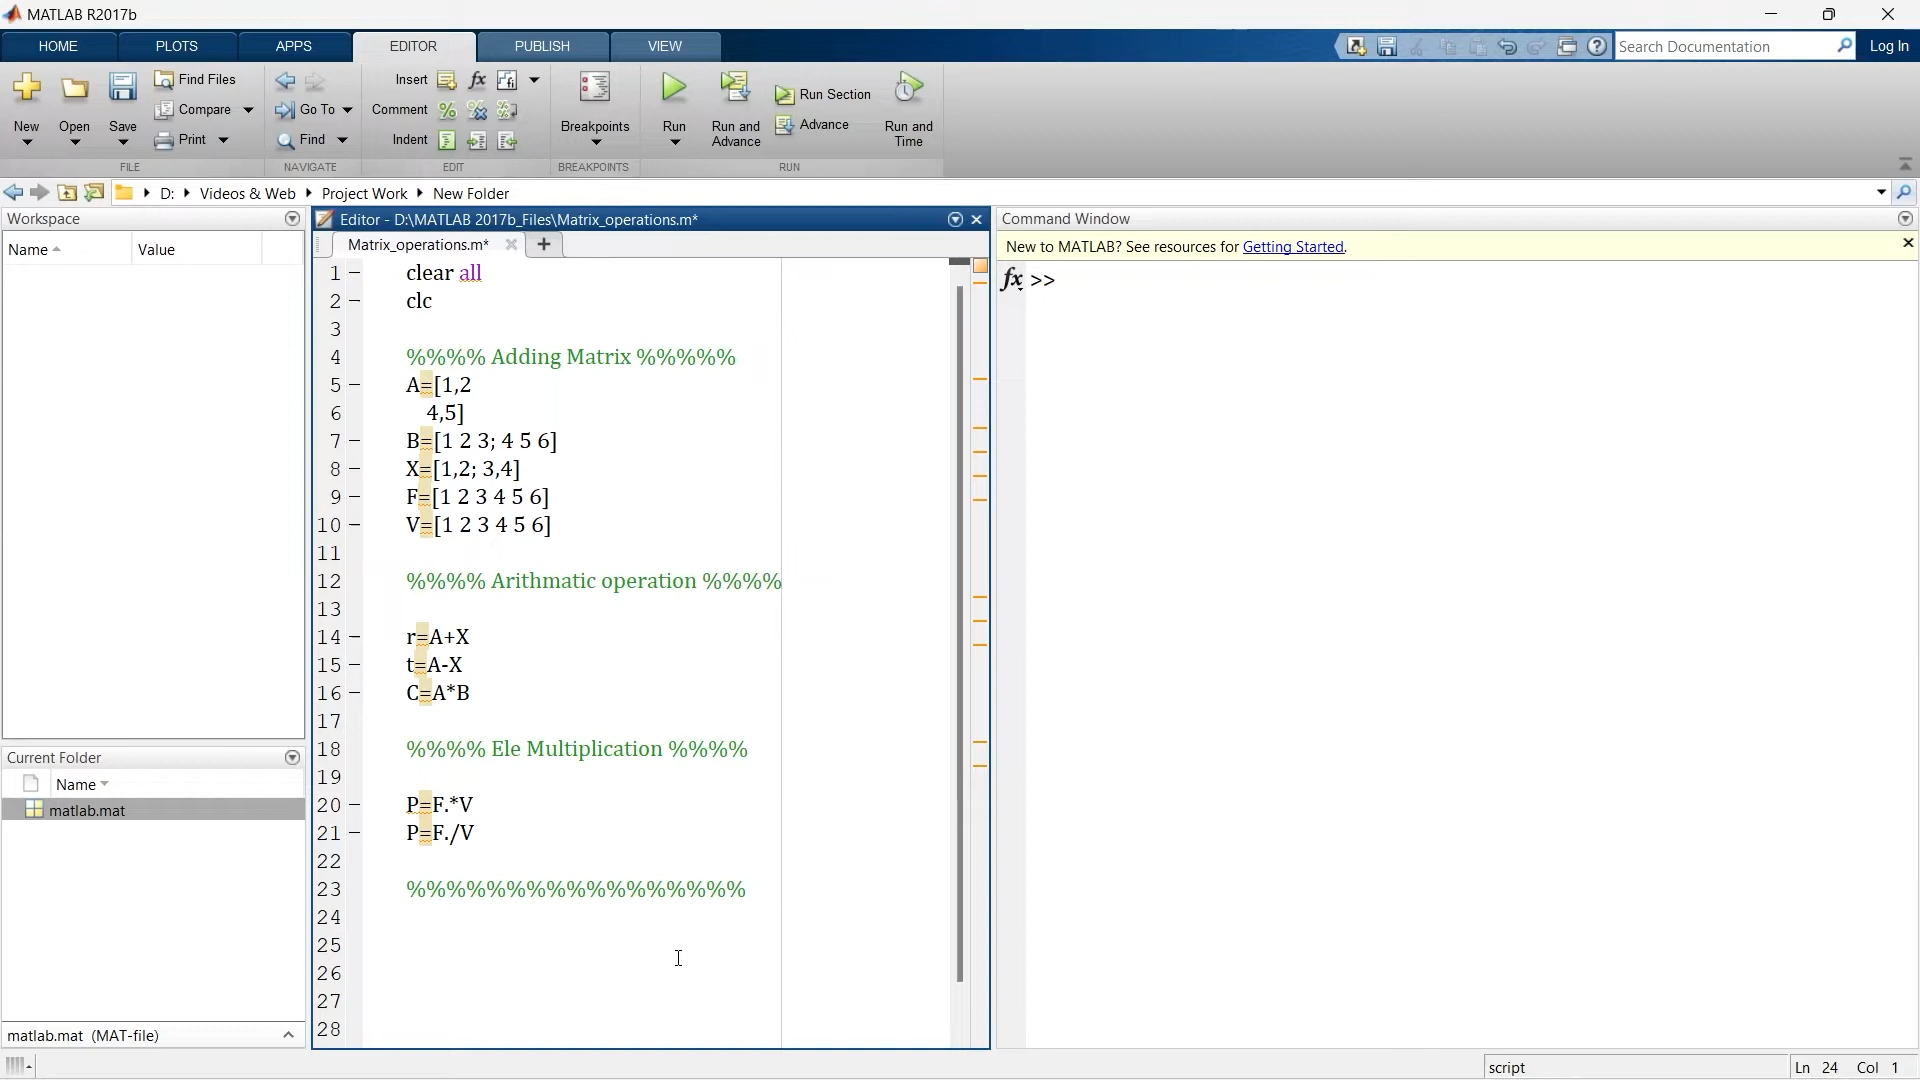 MATLAB R2017b
HOME PLOTS APPS EDITOR PUBLISH VIEW
Search Documentation
Log In
New
Open
Save
Find Files
Compare
Print
FILE
Go To
Find
NAVIGATE
Insert
fx
Comment
Indent
EDIT
Breakpoints
BREAKPOINTS
Run
Run and
Advance
Run Section
Advance
Run and
Time
RUN
D: Videos & Web Project Work New Folder
Workspace
Name Value
Current Folder
Name
matlab.mat
matlab.mat (MAT-file)
Editor - D:\MATLAB 2017b_Files\Matrix_operations.m*
Matrix_operations.m*
1 – clear all
2 – clc
3
4 %%%% Adding Matrix %%%%%
5 – A=[1,2
6 4,5]
7 – B=[1 2 3; 4 5 6]
8 – X=[1,2; 3,4]
9 – F=[1 2 3 4 5 6]
10 – V=[1 2 3 4 5 6]
11
12 %%%% Arithmatic operation %%%%
13
14 – r=A+X
15 – t=A-X
16 – C=A*B
17
18 %%%% Ele Multiplication %%%%
19
20 – P=F.*V
21 – P=F./V
22
23 %%%%%%%%%%%%%%%%%
24
25
26
27
28
Command Window
New to MATLAB? See resources for Getting Started.
fx >>
script
Ln 24 Col 1